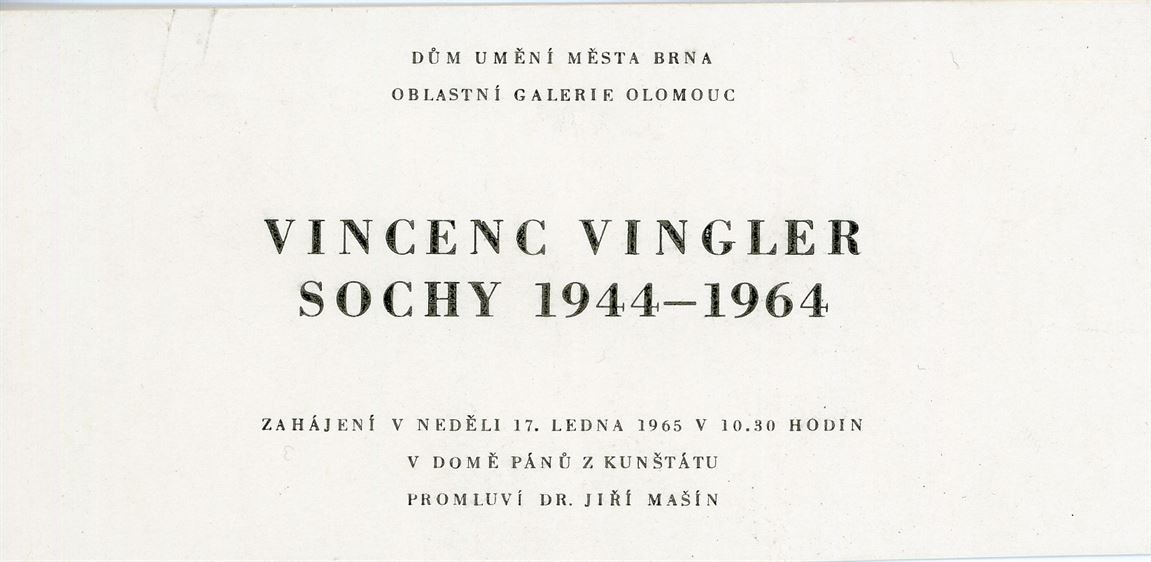 DŮM UMĚNÍ MĚSTA BRNA
OBLASTNÍ GALERIE OLOMOUC
VINCENC VINGLER
SOCHY 1944–1964
ZAHÁJENÍ V NEDĚLI 17. LEDNA 1965 V 10.30 HODIN
V DOMĚ PÁNŮ Z KUNŠTÁTU
PROMLUVÍ DR. JIŘÍ MAŠÍN